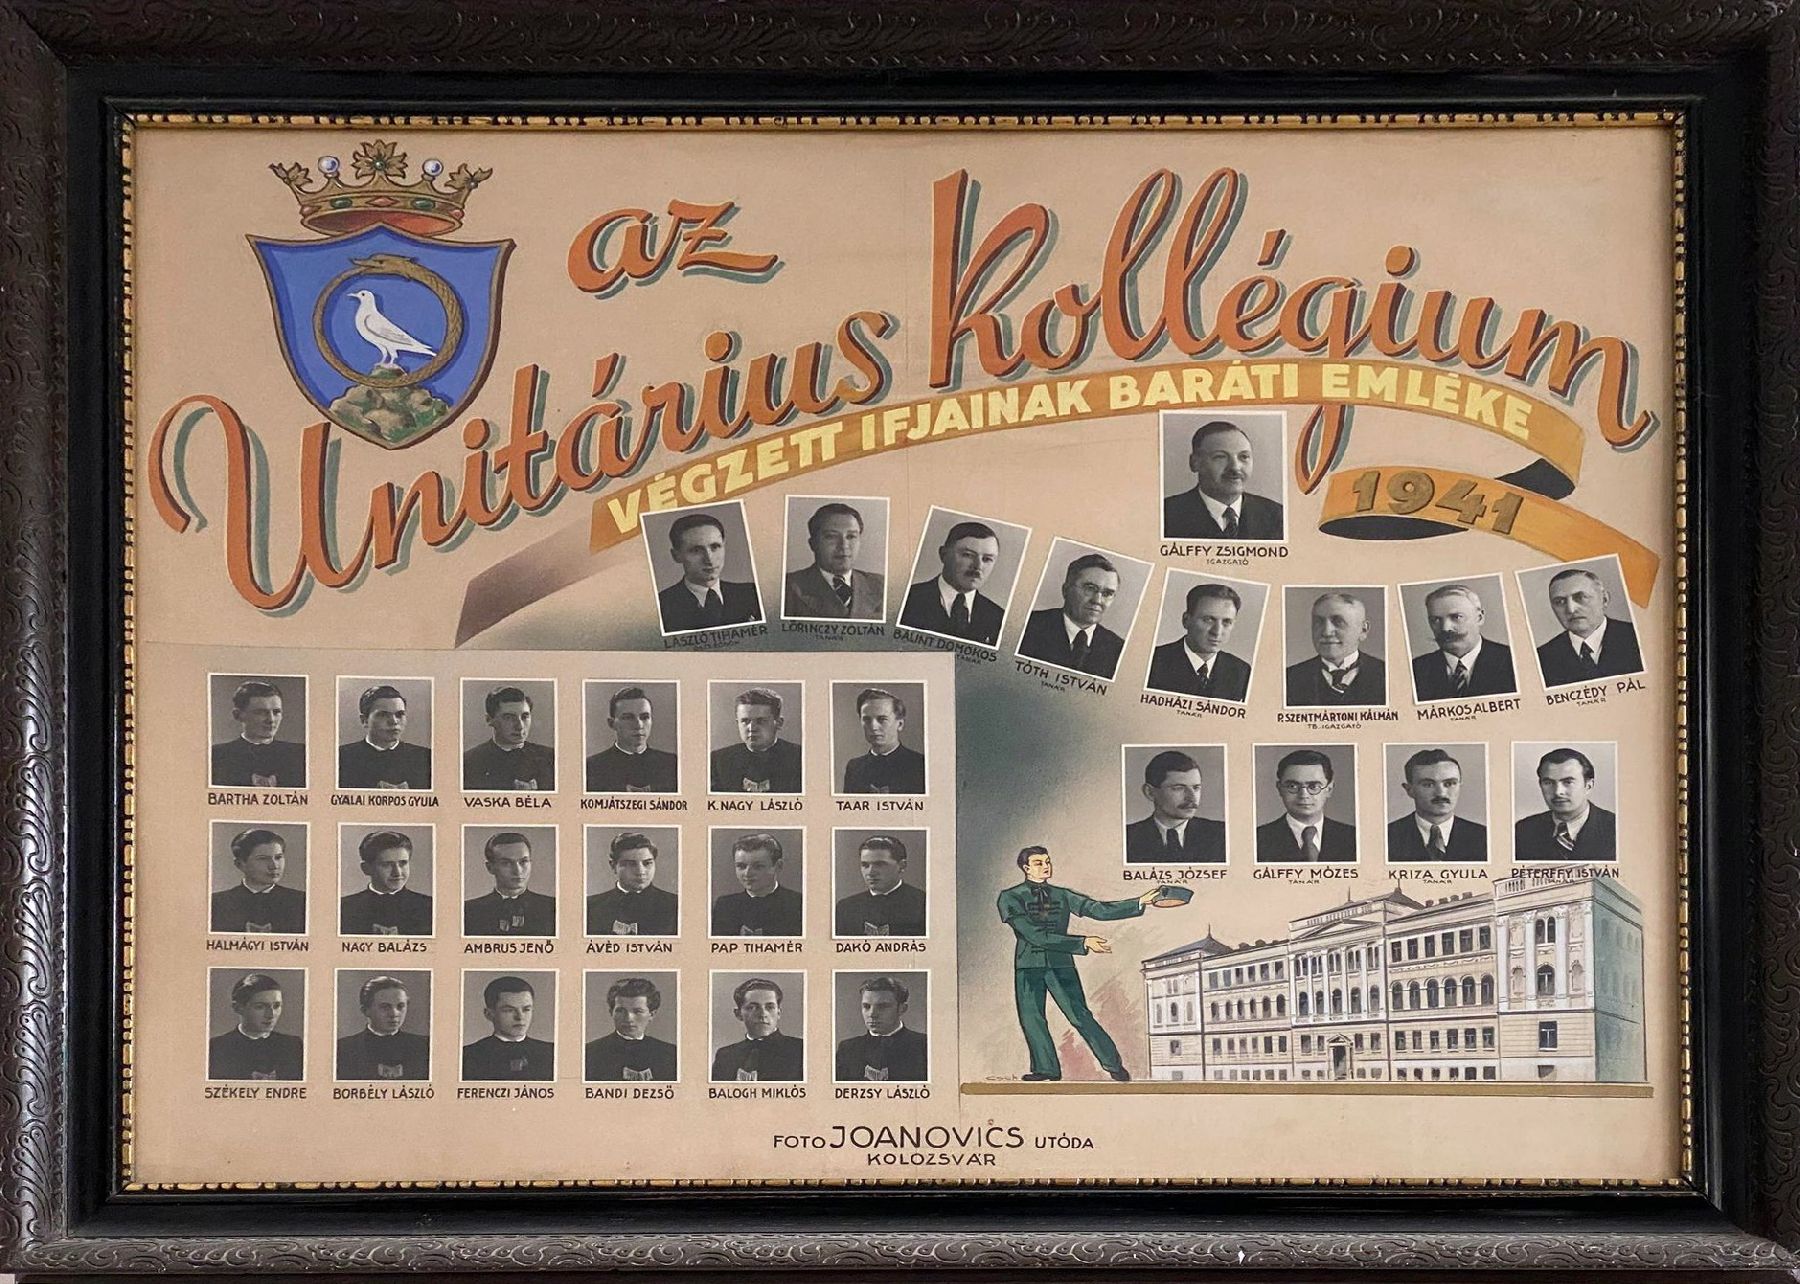 az
Unitárius Kollégium
VÉGZETT IFJAINAK BARÁTI EMLÉKE
1941
GÁLFFY ZSIGMOND
IGAZGATÓ
LÁSZLÓ TIHAMÉR
LŐRINCZY ZOLTÁN
TANÁR
BÁLINT DOMOKOS
TANÁR
TÓTH ISTVÁN
TANÁR
HADHÁZI SÁNDOR
TANÁR
P. SZENTMÁRTONI KÁLMÁN
TB. IGAZGATÓ
MÁRKOS ALBERT
TANÁR
BENCZÉDY PÁL
TANÁR
BALÁZS JÓZSEF
TANÁR
GÁLFFY MÓZES
TANÁR
KRIZA GYULA
TANÁR
PÉTERFFY ISTVÁN
TANÁR
BARTHA ZOLTÁN
GYALAI KORPOS GYULA
VASKA BÉLA
KOMJÁTSZEGI SÁNDOR
K. NAGY LÁSZLÓ
TAAR ISTVÁN
HALMÁGYI ISTVÁN
NAGY BALÁZS
AMBRUS JENŐ
ÁVÉD ISTVÁN
PAP TIHAMÉR
DAKÓ ANDRÁS
SZÉKELY ENDRE
BORBÉLY LÁSZLÓ
FERENCZI JÁNOS
BANDI DEZSŐ
BALOGH MIKLÓS
DERZSY LÁSZLÓ
FOTO JOANOVICS UTÓDA
KOLOZSVÁR